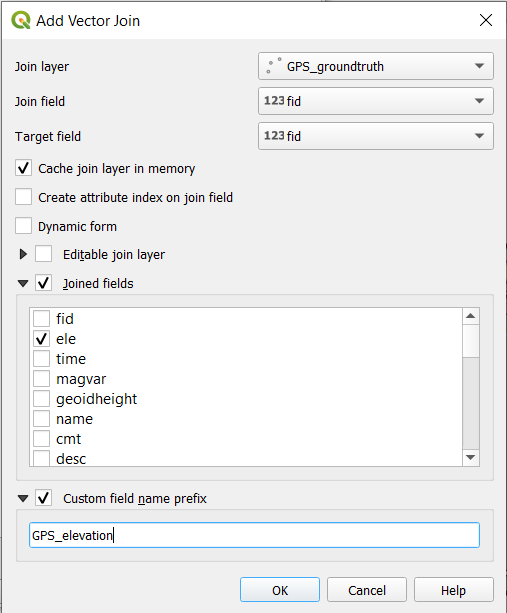 Add Vector Join
Join layer GPS_groundtruth
Join field 123 fid
Target field 123 fid
Cache join layer in memory
Create attribute index on join field
Dynamic form
Editable join layer
Joined fields
fid
ele
time
magvar
geoidheight
name
cmt
desc
Custom field name prefix
GPS_elevation
OK Cancel Help